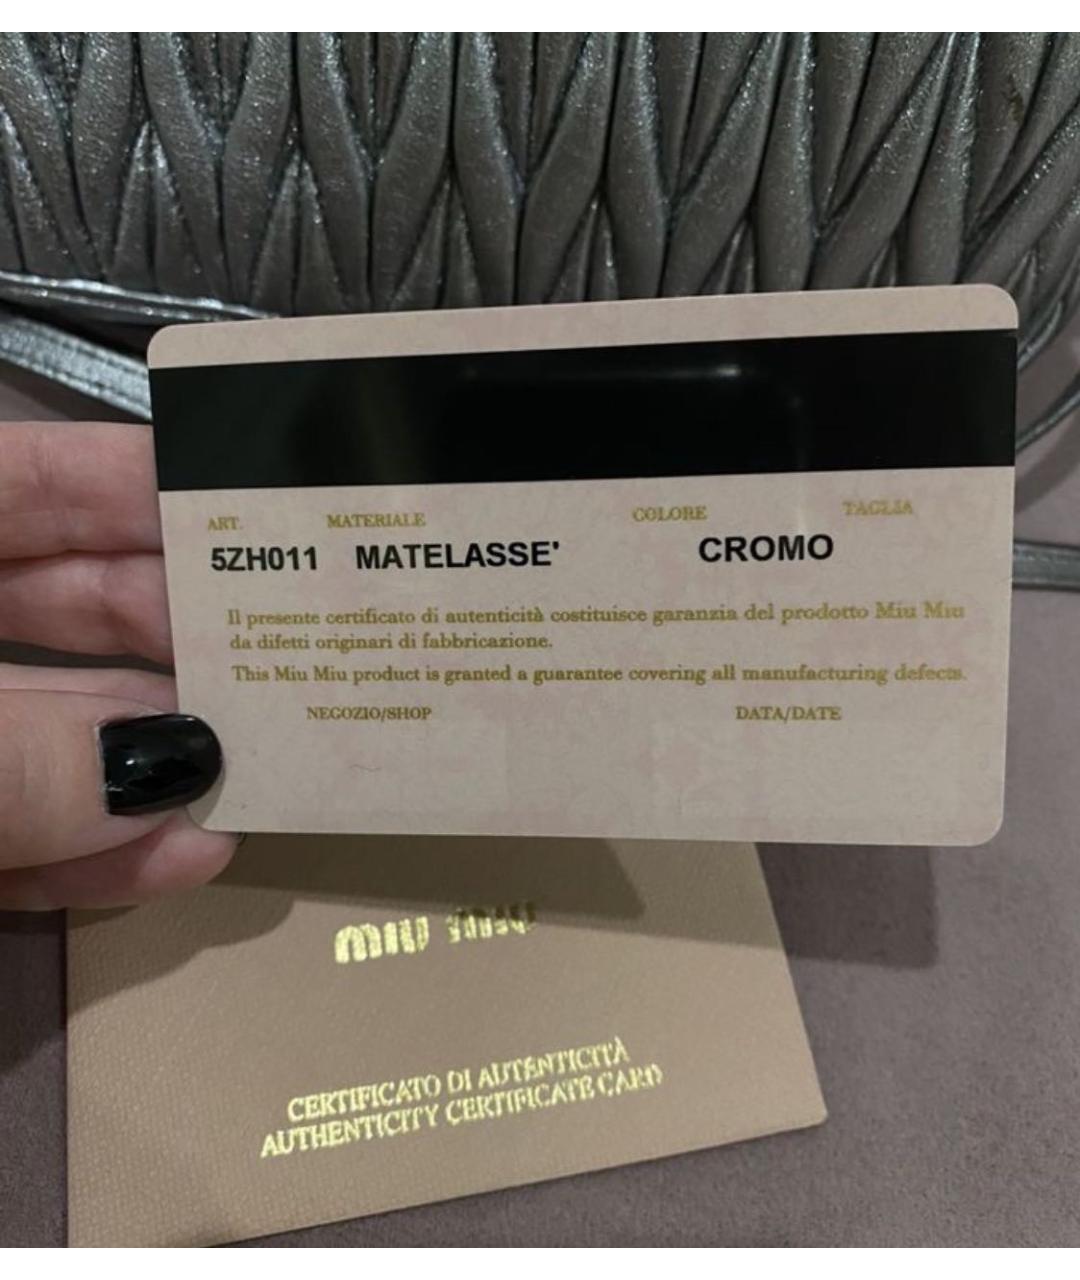 ART. MATERIALE COLORE TAGLIA
5ZH011 MATELASSE' CROMO
Il presente certificato di autenticità costituisce garanzia del prodotto Miu Miu
da difetti originari di fabbricazione.
This Miu Miu product is granted a guarantee covering all manufacturing defects.
NEGOZIO/SHOP DATA/DATE
miu miu
CERTIFICATO DI AUTENTICITÀ
AUTHENTICITY CERTIFICATE CARD